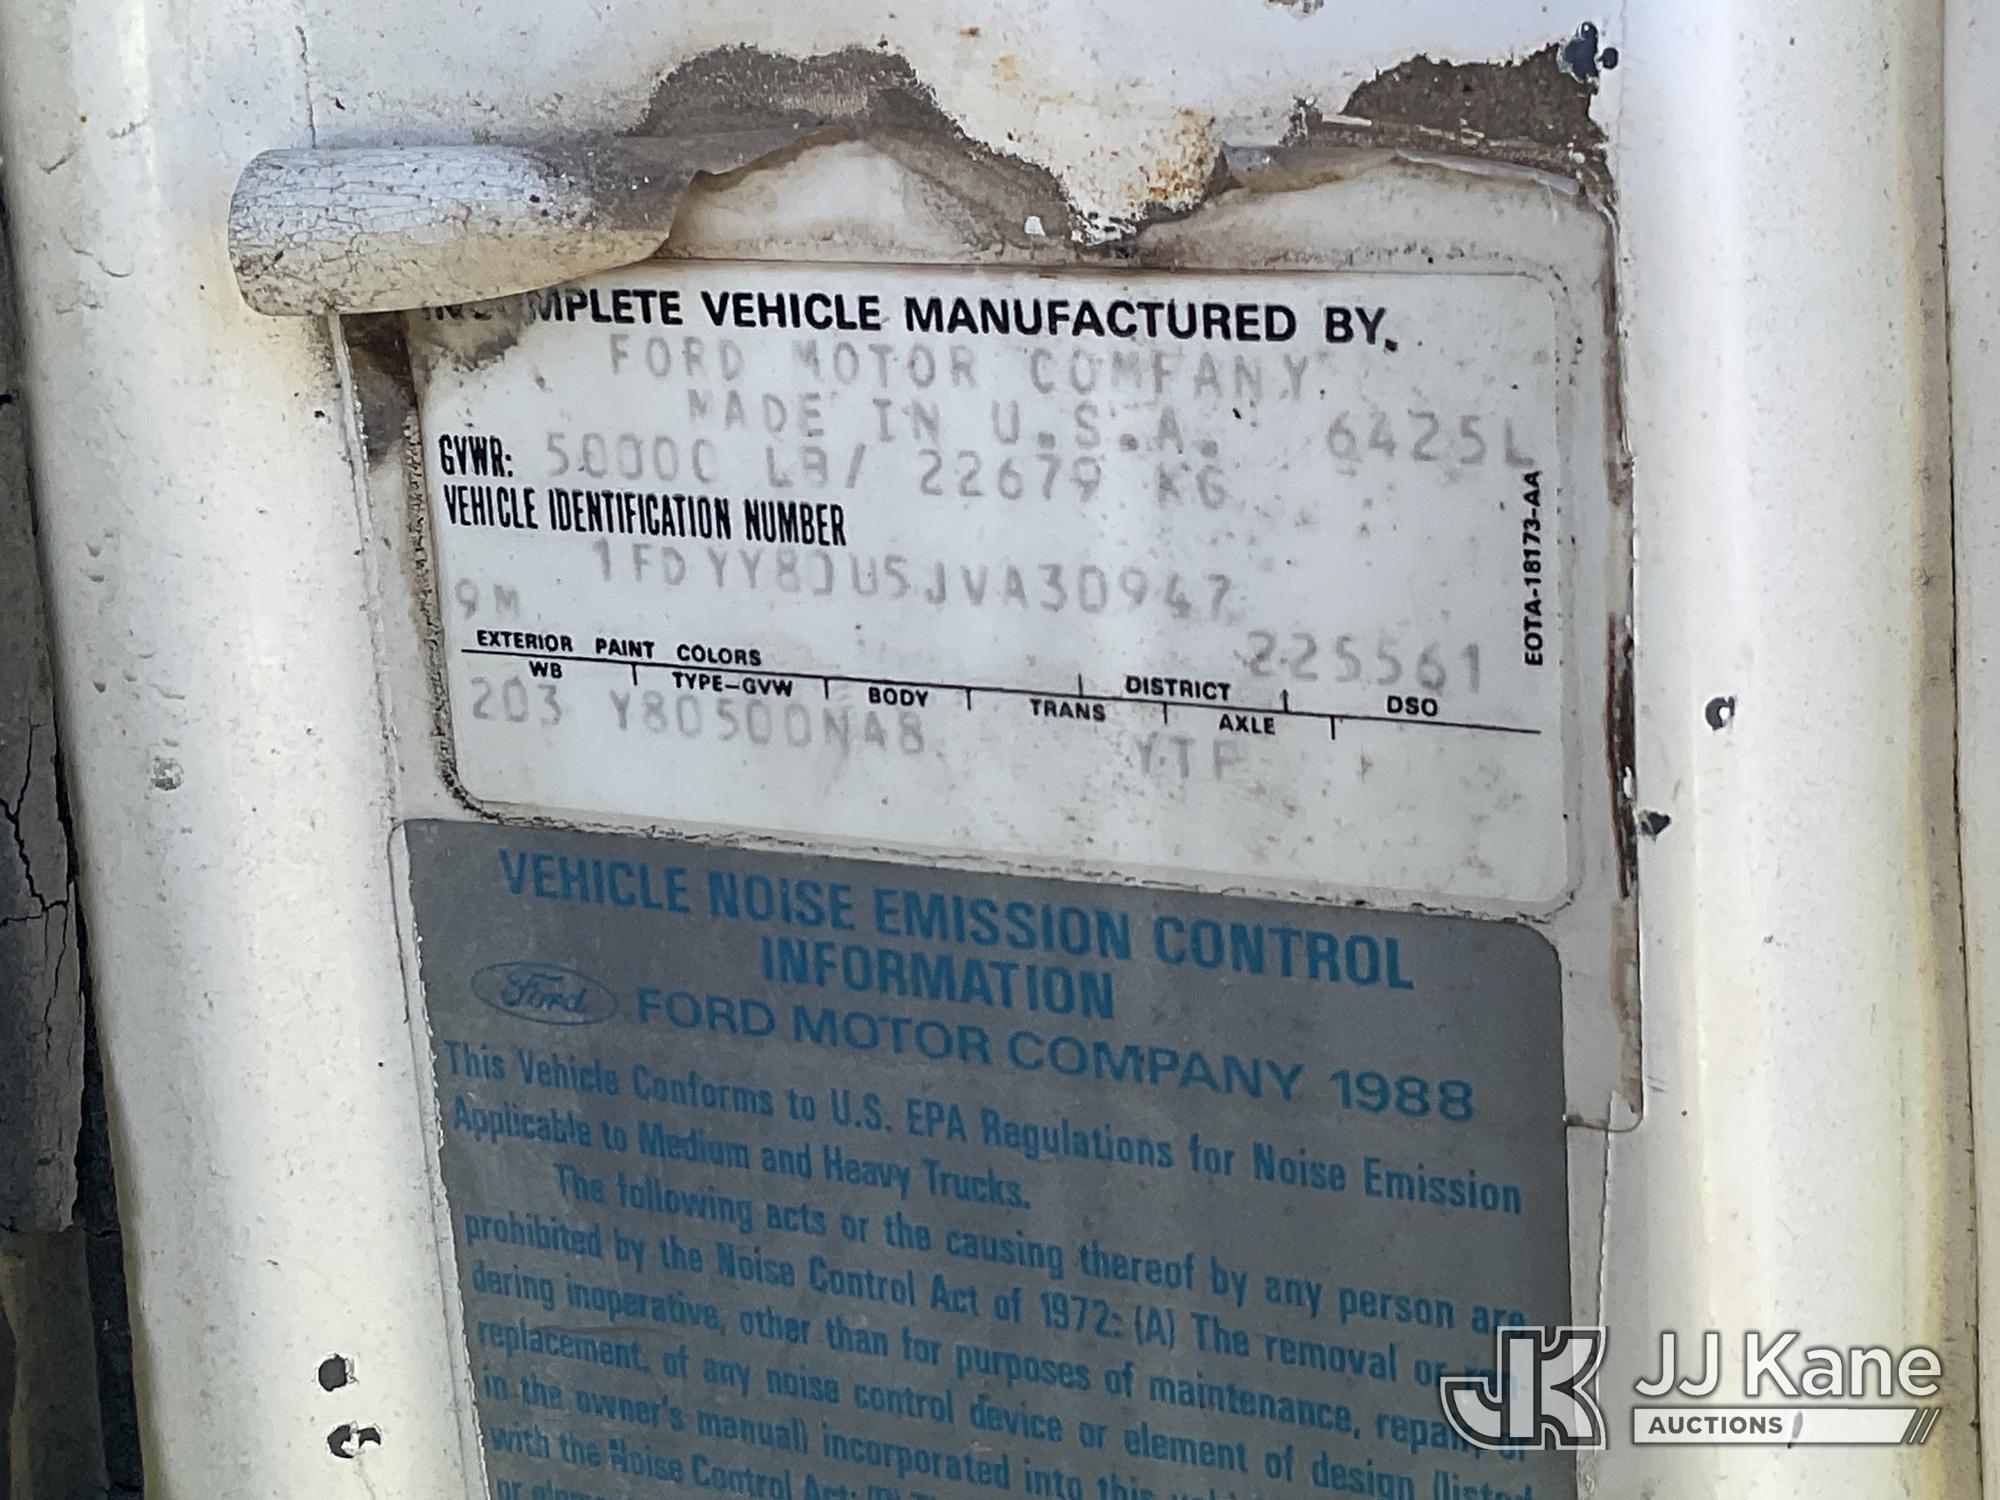 MPLETE VEHICLE MANUFACTURED BY.
FORD MOTOR COMPANY.
MADE IN U.S.A. 6425L
GVWR: 50000 LB/ 22679 KG
VEHICLE IDENTIFICATION NUMBER
1FDYY80U5JVA30947
9M
225561
EOTA-18173-AA
EXTERIOR PAINT COLORS DISTRICT DSO
WB TYPE-GVW BODY TRANS AXLE
203 Y80500NA8 YTP
VEHICLE NOISE EMISSION CONTROL
INFORMATION
Ford FORD MOTOR COMPANY 1988
This Vehicle Conforms to U.S. EPA Regulations for Noise Emission
Applicable to Medium and Heavy Trucks.
The following acts or the causing thereof by any person are
prohibited by the Noise Control Act of 1972: (A) The removal or
dering inoperative, other than for purposes of maintenance, repair,
replacement, of any noise control device or element of design (listed
in the owner's manual) incorporated into this
with the Noise Control Act;
JK JJ Kane
AUCTIONS